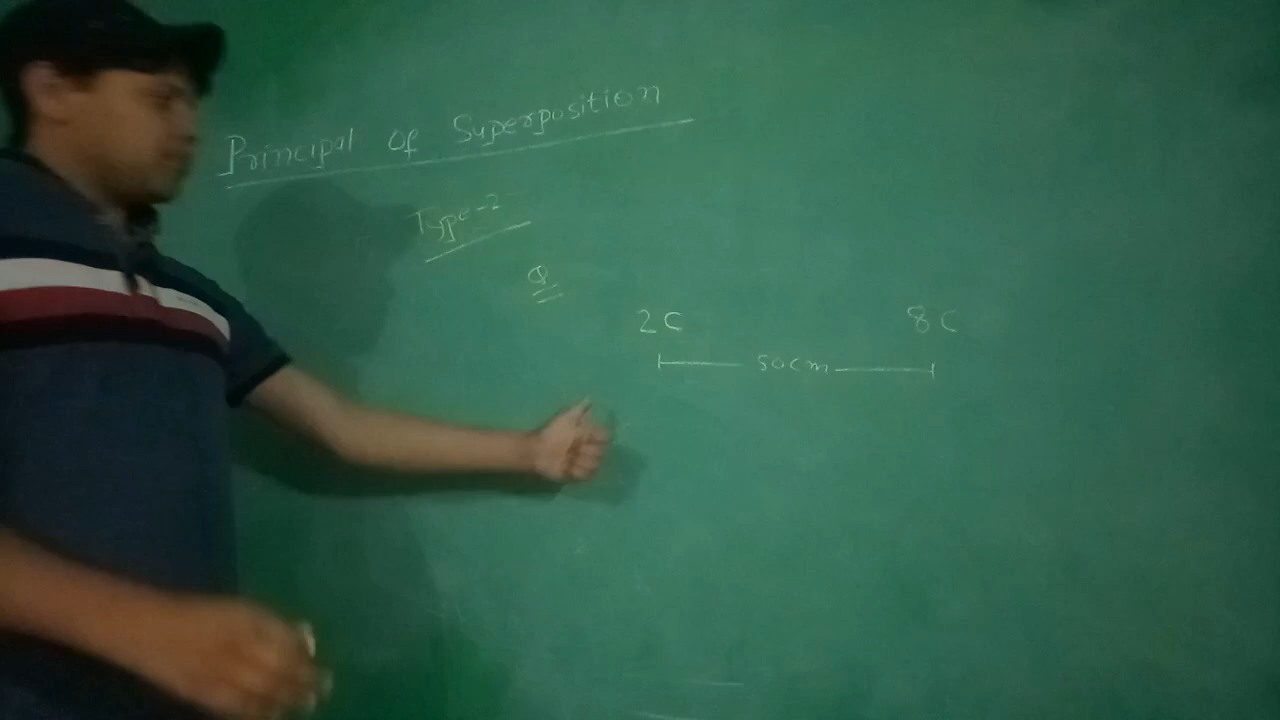 Principal of Superposition
Type-2
Q
2C 8C
50cm